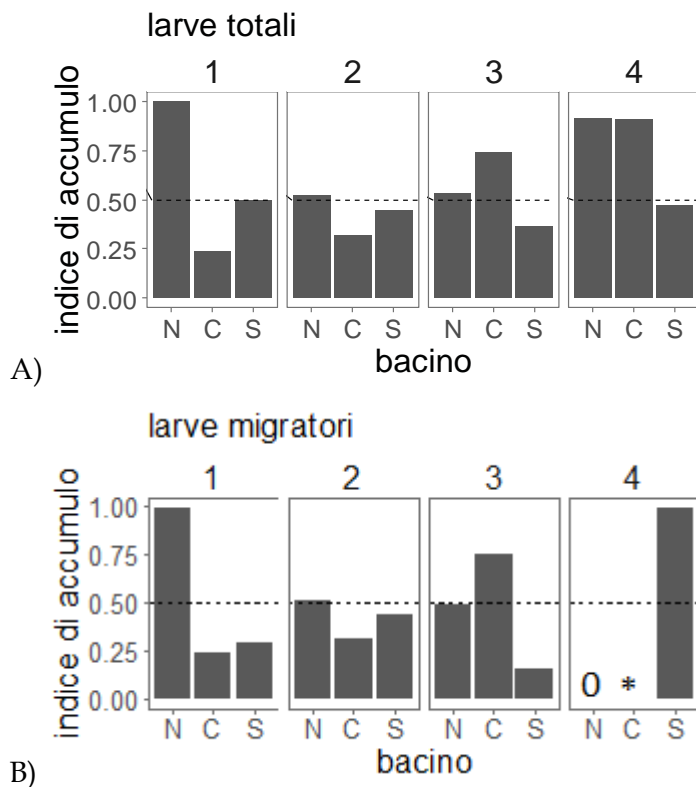 larve totali
1 2 3 4
indice di accumulo
1.00
0.75
0.50
0.25
0.00
N C S N C S N C S N C S
bacino
A)
larve migratori
1 2 3 4
indice di accumulo
1.00
0.75
0.50
0.25
0.00
0 *
N C S N C S N C S N C S
bacino
B)